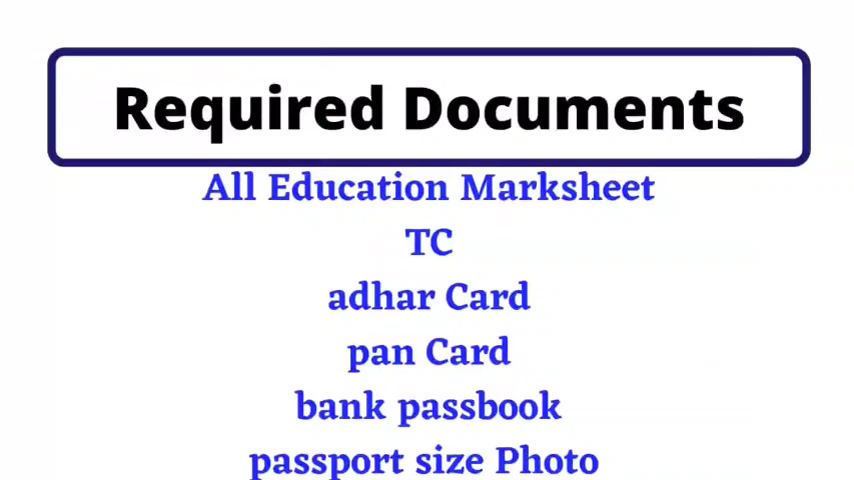 Required Documents
All Education Marksheet
TC
adhar Card
pan Card
bank passbook
passport size Photo